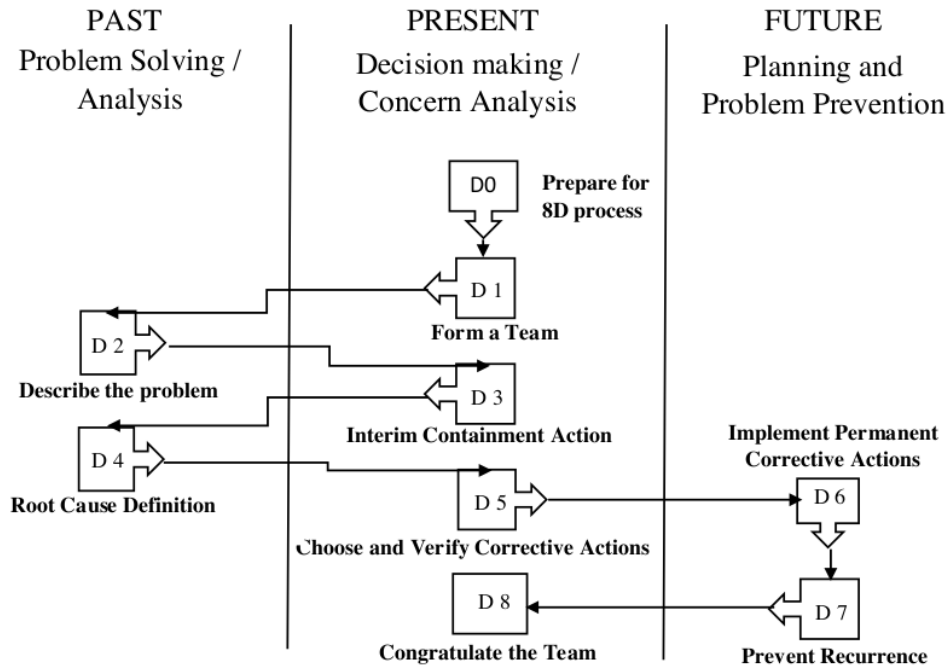 PAST
Problem Solving /
Analysis
PRESENT
Decision making /
Concern Analysis
FUTURE
Planning and
Problem Prevention
D0
Prepare for
8D process
D 1
Form a Team
D 2
Describe the problem
D 3
Interim Containment Action
D 4
Root Cause Definition
D 5
Choose and Verify Corrective Actions
Implement Permanent
Corrective Actions
D 6
D 7
Prevent Recurrence
D 8
Congratulate the Team